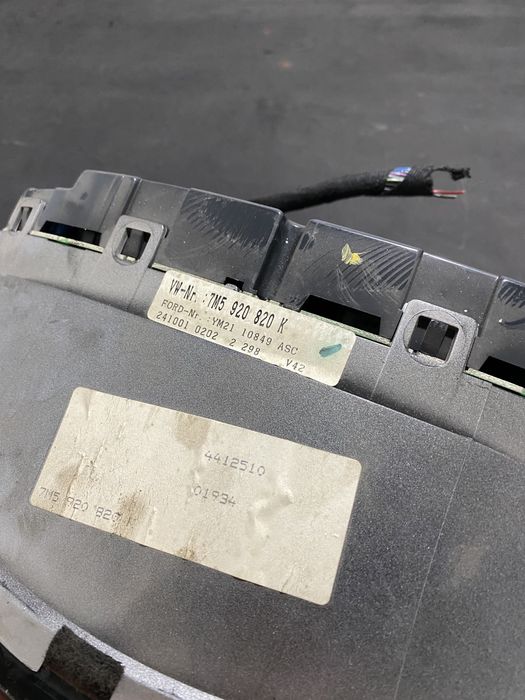 VW-Nr.:7M5 920 820 K
FORD-Nr.:YM21 10849 ASC
241001 0202 2 298 V42
4412510
01934
7M5 920 820